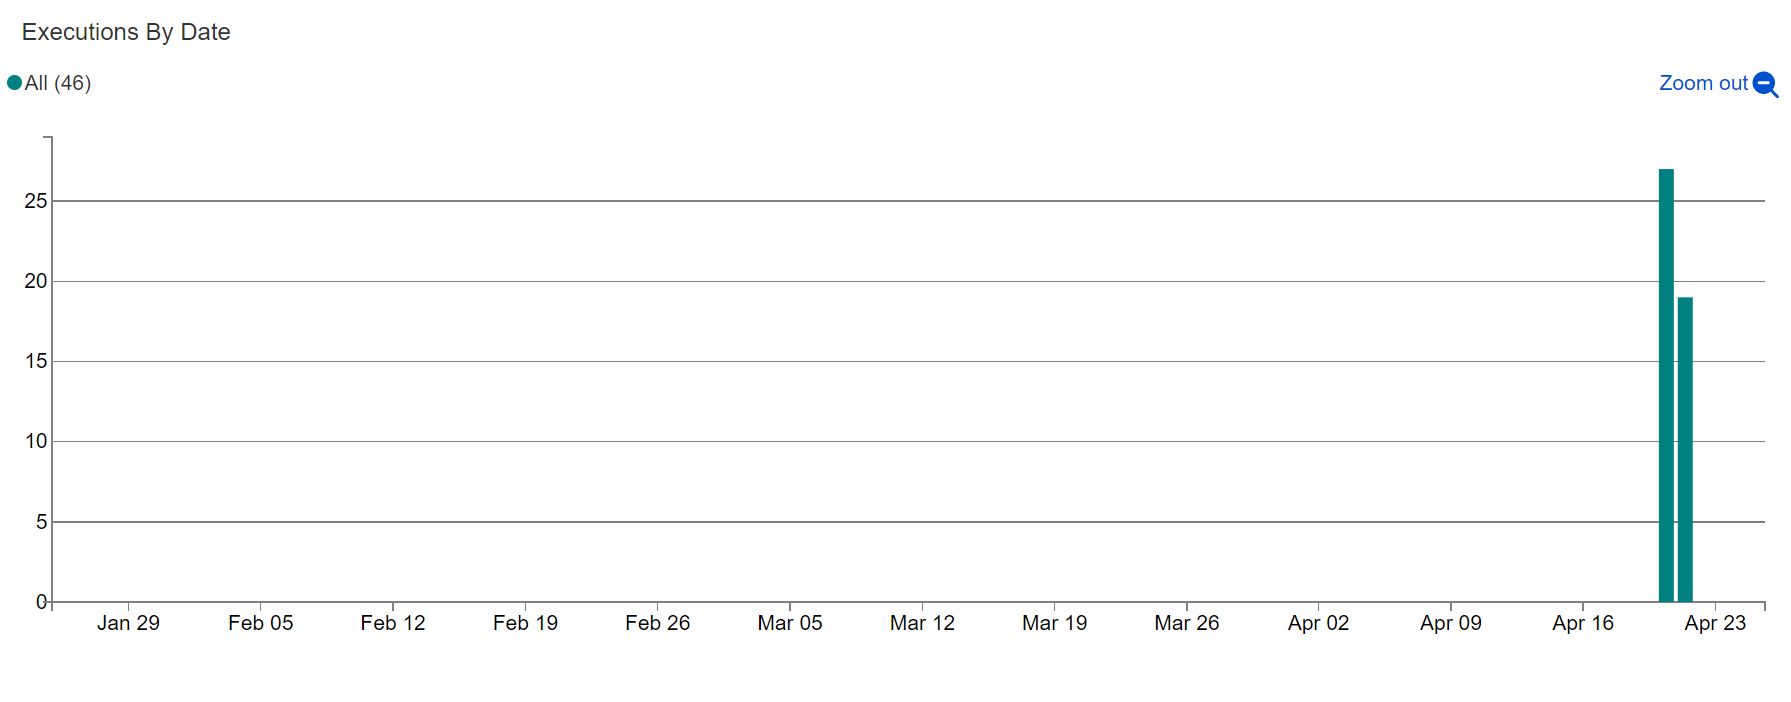 Executions By Date
All (46)
Zoom out
25
20
15
10
5
0
Jan 29 Feb 05 Feb 12 Feb 19 Feb 26 Mar 05 Mar 12 Mar 19 Mar 26 Apr 02 Apr 09 Apr 16 Apr 23